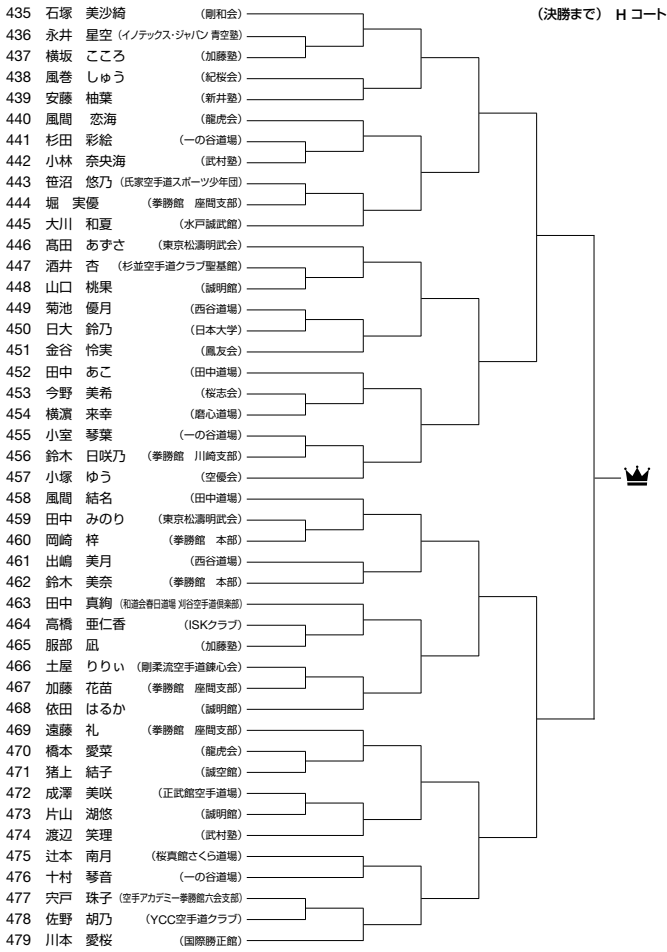 （決勝まで） H コート
435 石塚 美沙綺 （剛和会）
436 永井 星空 （イノテックス・ジャパン 青空塾）
437 横坂 こころ （加藤塾）
438 風巻 しゅう （紀桜会）
439 安藤 柚葉 （新井塾）
440 風間 恋海 （龍虎会）
441 杉田 彩絵 （一の谷道場）
442 小林 奈央海 （武村塾）
443 笹沼 悠乃 （氏家空手道スポーツ少年団）
444 堀 実優 （拳勝館 座間支部）
445 大川 和夏 （水戸誠武館）
446 髙田 あずさ （東京松濤明武会）
447 酒井 杏 （杉並空手道クラブ聖基館）
448 山口 桃果 （誠明館）
449 菊池 優月 （西谷道場）
450 日大 鈴乃 （日本大学）
451 金谷 怜実 （鳳友会）
452 田中 あこ （田中道場）
453 今野 美希 （桜志会）
454 横濵 来幸 （磨心道場）
455 小室 琴葉 （一の谷道場）
456 鈴木 日咲乃 （拳勝館 川崎支部）
457 小塚 ゆう （空優会）
458 風間 結名 （田中道場）
459 田中 みのり （東京松濤明武会）
460 岡崎 梓 （拳勝館 本部）
461 出嶋 美月 （西谷道場）
462 鈴木 美奈 （拳勝館 本部）
463 田中 真絢 （和道会春日道場 刈谷空手道倶楽部）
464 高橋 亜仁香 （ISKクラブ）
465 服部 凪 （加藤塾）
466 土屋 りりぃ （剛柔流空手道錬心会）
467 加藤 花苗 （拳勝館 座間支部）
468 依田 はるか （誠明館）
469 遠藤 礼 （拳勝館 座間支部）
470 橋本 愛菜 （龍虎会）
471 猪上 結子 （誠空館）
472 成澤 美咲 （正武館空手道場）
473 片山 湖悠 （誠明館）
474 渡辺 笑理 （武村塾）
475 辻本 南月 （桜真館さくら道場）
476 十村 琴音 （一の谷道場）
477 宍戸 珠子 （空手アカデミー拳勝館六会支部）
478 佐野 胡乃 （YCC空手道クラブ）
479 川本 愛桜 （国際勝正館）